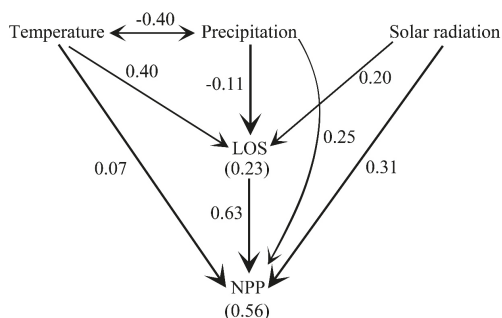 -0.40
Temperature Precipitation Solar radiation
0.40 -0.11 0.20
LOS
(0.23)
0.07 0.25 0.31
0.63
NPP
(0.56)